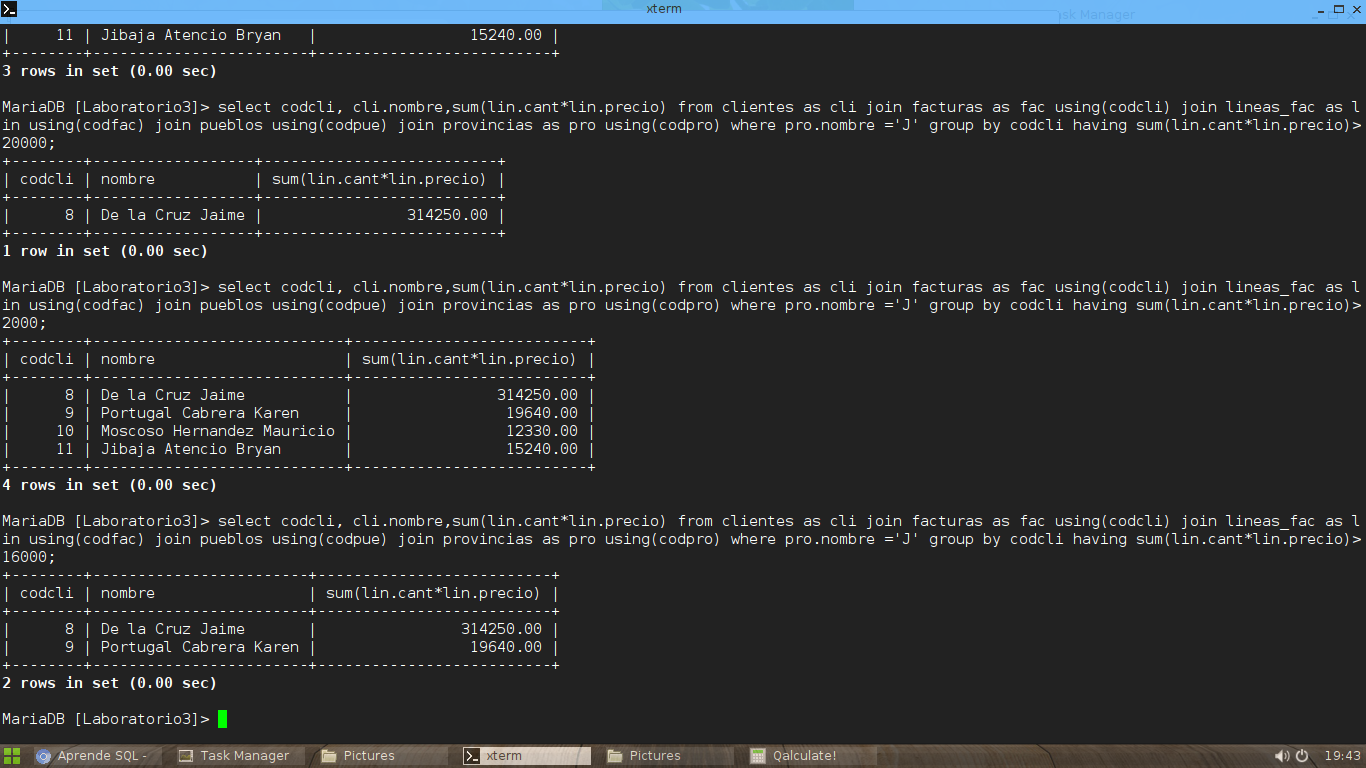 xterm
Task Manager
|     11 | Jibaja Atencio Bryan   |                 15240.00 |
+--------+------------------------+--------------------------+
3 rows in set (0.00 sec)
MariaDB [Laboratorio3]> select codcli, cli.nombre,sum(lin.cant*lin.precio) from clientes as cli join facturas as fac using(codcli) join lineas_fac as l
in using(codfac) join pueblos using(codpue) join provincias as pro using(codpro) where pro.nombre ='J' group by codcli having sum(lin.cant*lin.precio)>
20000;
+--------+------------------+--------------------------+
| codcli | nombre           | sum(lin.cant*lin.precio) |
+--------+------------------+--------------------------+
|      8 | De la Cruz Jaime |                314250.00 |
+--------+------------------+--------------------------+
1 row in set (0.00 sec)
MariaDB [Laboratorio3]> select codcli, cli.nombre,sum(lin.cant*lin.precio) from clientes as cli join facturas as fac using(codcli) join lineas_fac as l
in using(codfac) join pueblos using(codpue) join provincias as pro using(codpro) where pro.nombre ='J' group by codcli having sum(lin.cant*lin.precio)>
2000;
+--------+----------------------------+--------------------------+
| codcli | nombre                     | sum(lin.cant*lin.precio) |
+--------+----------------------------+--------------------------+
|      8 | De la Cruz Jaime           |                314250.00 |
|      9 | Portugal Cabrera Karen     |                 19640.00 |
|     10 | Moscoso Hernandez Mauricio |                 12330.00 |
|     11 | Jibaja Atencio Bryan       |                 15240.00 |
+--------+----------------------------+--------------------------+
4 rows in set (0.00 sec)
MariaDB [Laboratorio3]> select codcli, cli.nombre,sum(lin.cant*lin.precio) from clientes as cli join facturas as fac using(codcli) join lineas_fac as l
in using(codfac) join pueblos using(codpue) join provincias as pro using(codpro) where pro.nombre ='J' group by codcli having sum(lin.cant*lin.precio)>
16000;
+--------+------------------------+--------------------------+
| codcli | nombre                 | sum(lin.cant*lin.precio) |
+--------+------------------------+--------------------------+
|      8 | De la Cruz Jaime       |                314250.00 |
|      9 | Portugal Cabrera Karen |                 19640.00 |
+--------+------------------------+--------------------------+
2 rows in set (0.00 sec)
MariaDB [Laboratorio3]>
Aprende SQL - Task Manager Pictures xterm Pictures Qalculate! 19:43